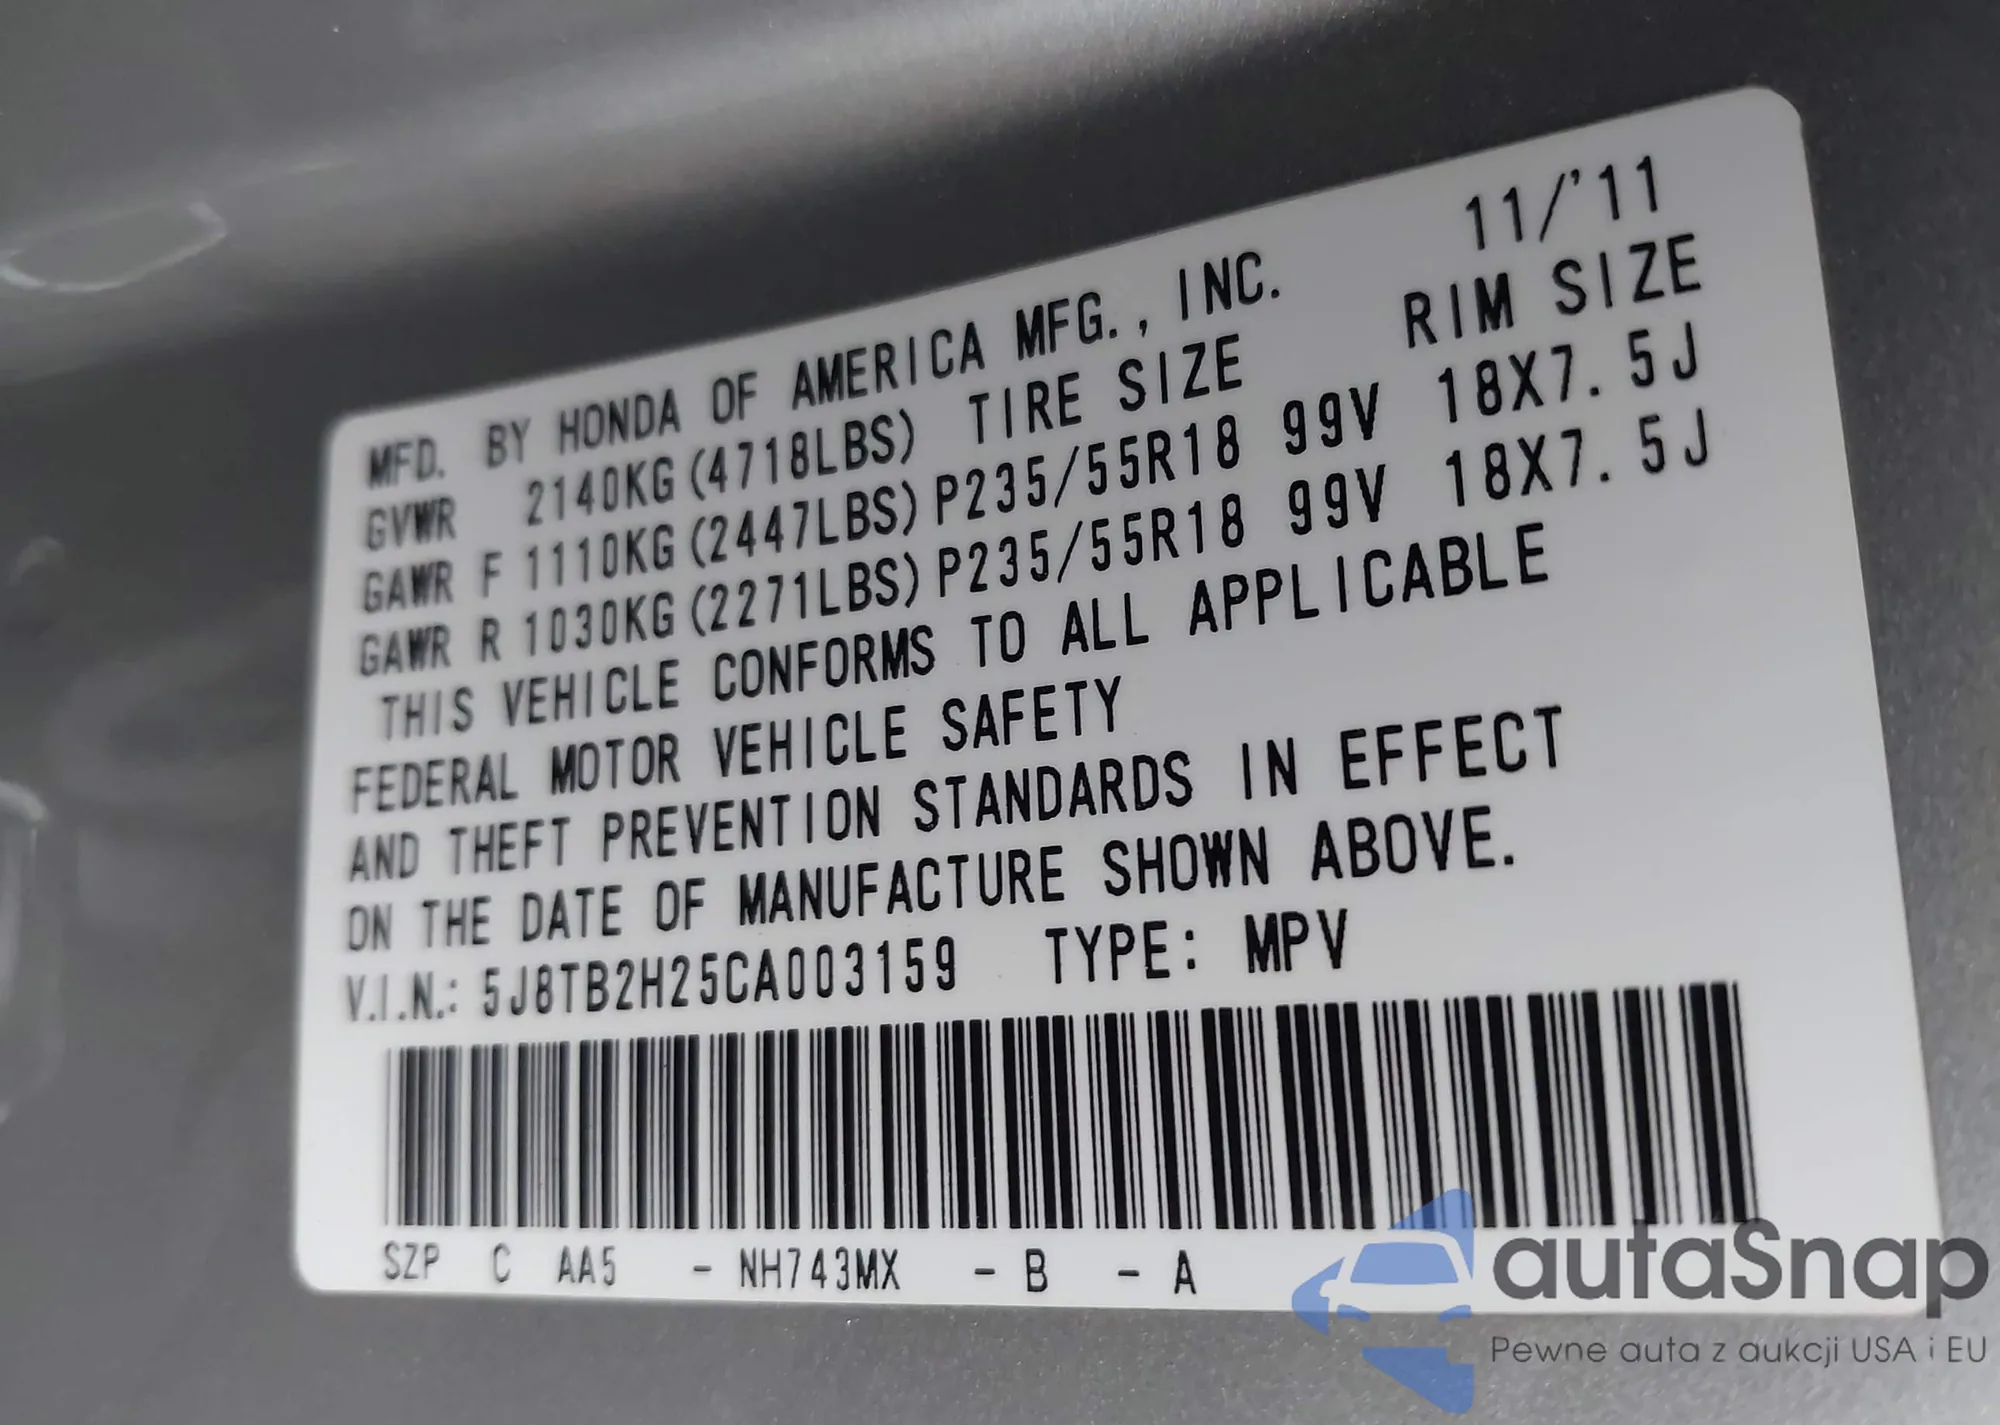 11/'11
MFD. BY HONDA OF AMERICA MFG., INC.
GVWR 2140KG(4718LBS) TIRE SIZE RIM SIZE
GAWR F 1110KG(2447LBS) P235/55R18 99V 18X7.5J
GAWR R 1030KG(2271LBS) P235/55R18 99V 18X7.5J
THIS VEHICLE CONFORMS TO ALL APPLICABLE
FEDERAL MOTOR VEHICLE SAFETY
AND THEFT PREVENTION STANDARDS IN EFFECT
ON THE DATE OF MANUFACTURE SHOWN ABOVE.
V.I.N.: 5J8TB2H25CA003159 TYPE: MPV
SZP C AA5 - NH743MX - B - A
autaSnap
Pewne auta z aukcji USA i EU